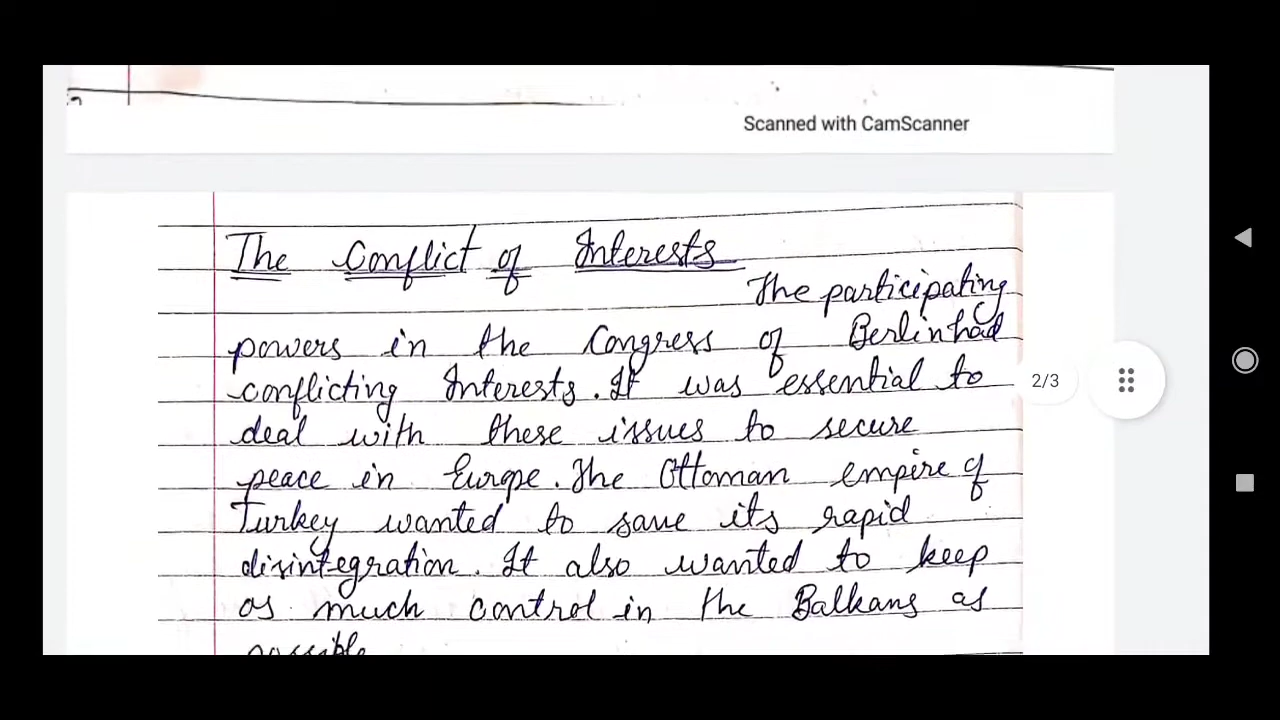 Scanned with CamScanner
The Conflict of Interests
The participating
powers in the Congress of Berlin had
conflicting Interests. It was essential to
deal with these issues to secure
peace in Europe. The Ottoman empire of
Turkey wanted to save its rapid
disintegration. It also wanted to keep
as much control in the Balkans as
possible
2/3